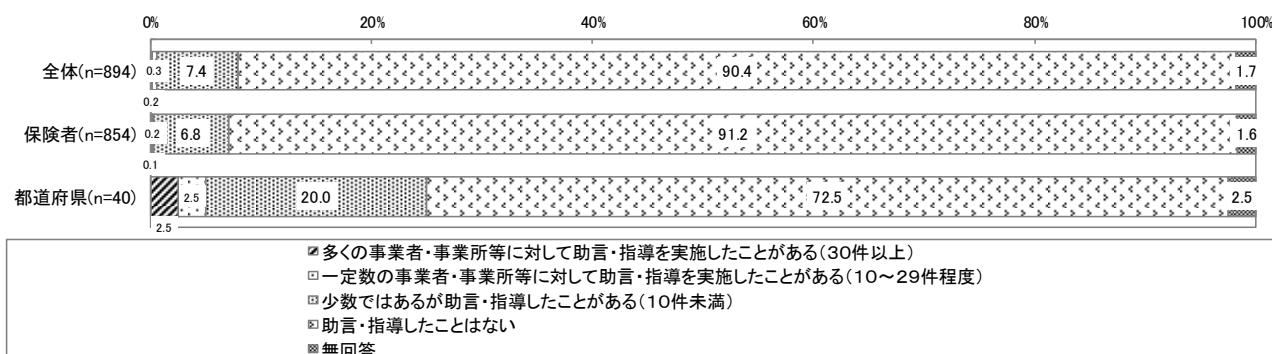 0% 20% 40% 60% 80% 100%
全体(n=894) 0.3 7.4 90.4 1.7
0.2
保険者(n=854) 0.2 6.8 91.2 1.6
0.1
都道府県(n=40) 2.5 20.0 72.5 2.5
2.5
多くの事業者・事業所等に対して助言・指導を実施したことがある(30件以上)
一定数の事業者・事業所等に対して助言・指導を実施したことがある(10～29件程度)
少数ではあるが助言・指導したことがある(10件未満)
助言・指導したことはない
無回答